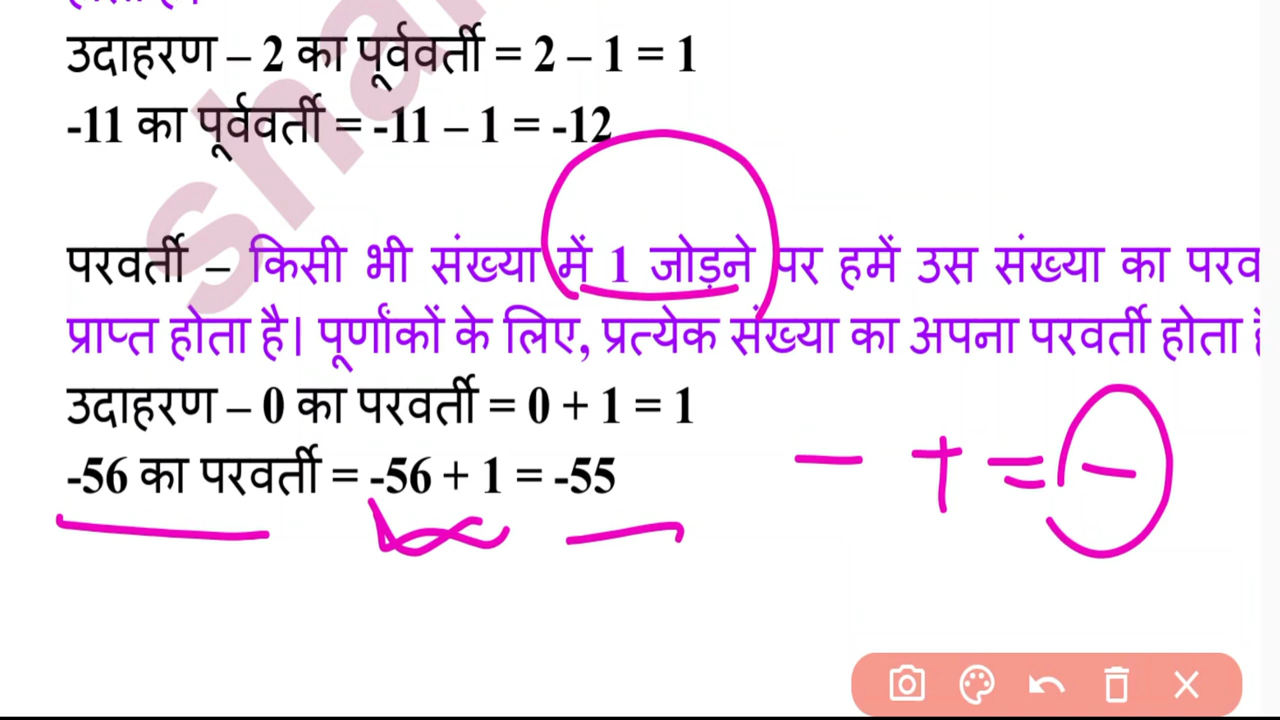 उदाहरण – 2 का पूर्ववर्ती = 2 – 1 = 1
-11 का पूर्ववर्ती = -11 – 1 = -12
परवर्ती – किसी भी संख्या में 1 जोड़ने पर हमें उस संख्या का
प्राप्त होता है। पूर्णांकों के लिए, प्रत्येक संख्या का अपना परवर्ती होता
उदाहरण – 0 का परवर्ती = 0 + 1 = 1
-56 का परवर्ती = -56 + 1 = -55
– + = –